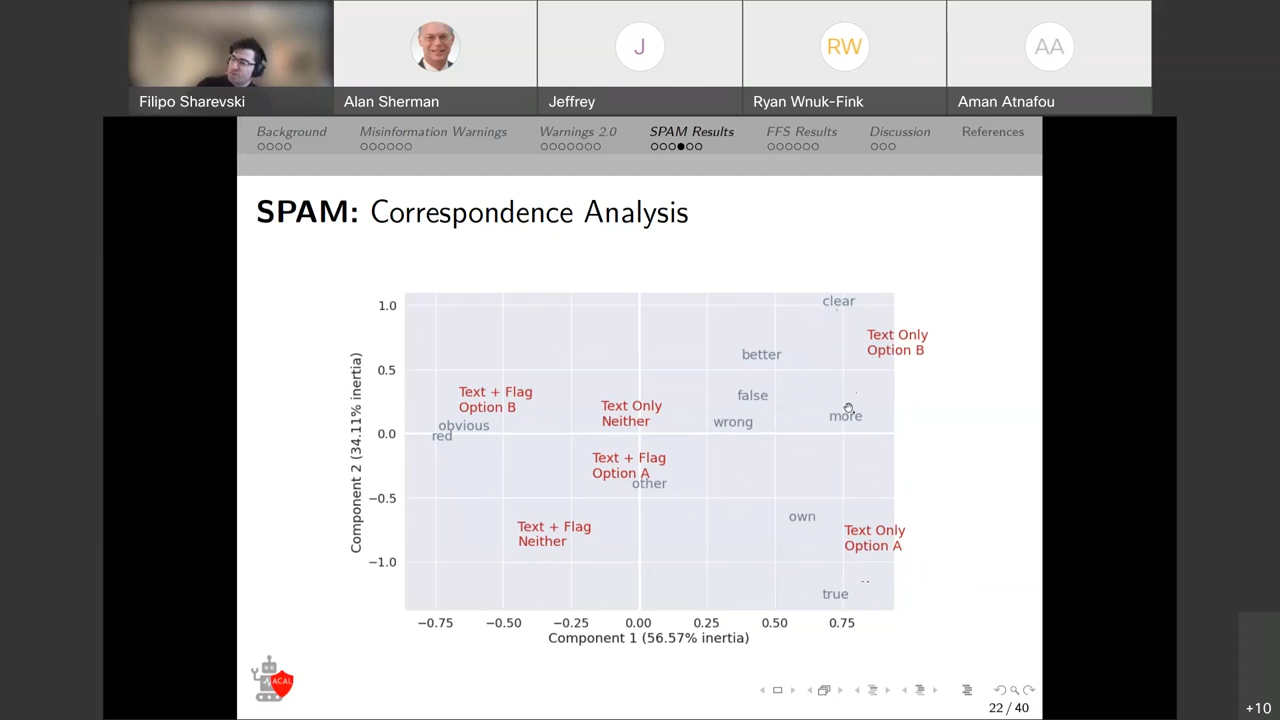 J
RW
AA
Filipo Sharevski
Alan Sherman
Jeffrey
Ryan Wnuk-Fink
Aman Atnafou
Background
Misinformation Warnings
Warnings 2.0
SPAM Results
FFS Results
Discussion
References
SPAM: Correspondence Analysis
Component 2 (34.11% inertia)
1.0
0.5
0.0
−0.5
−1.0
clear
Text Only
Option B
better
Text + Flag
Option B
false
Text Only
Neither
more
wrong
obvious
red
Text + Flag
Option A
other
own
Text + Flag
Neither
Text Only
Option A
true
−0.75
−0.50
−0.25
0.00
0.25
0.50
0.75
Component 1 (56.57% inertia)
ACAL
22 / 40
+10